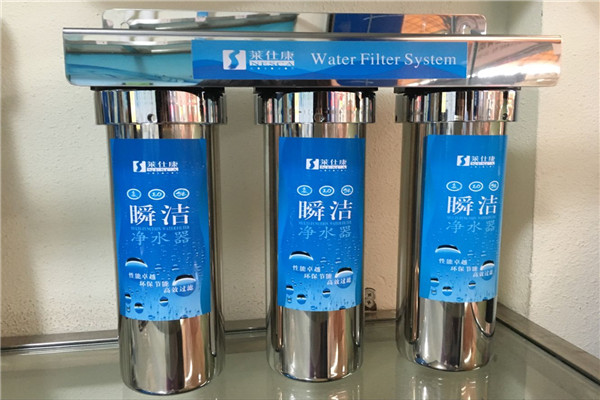 莱仕康
Water Filter System
莱仕康
瞬洁
净水器
性能卓越
环保节能
高效过滤
莱仕康
瞬洁
净水器
性能卓越
环保节能
高效过滤
莱仕康
瞬洁
净水器
性能卓越
环保节能
高效过滤